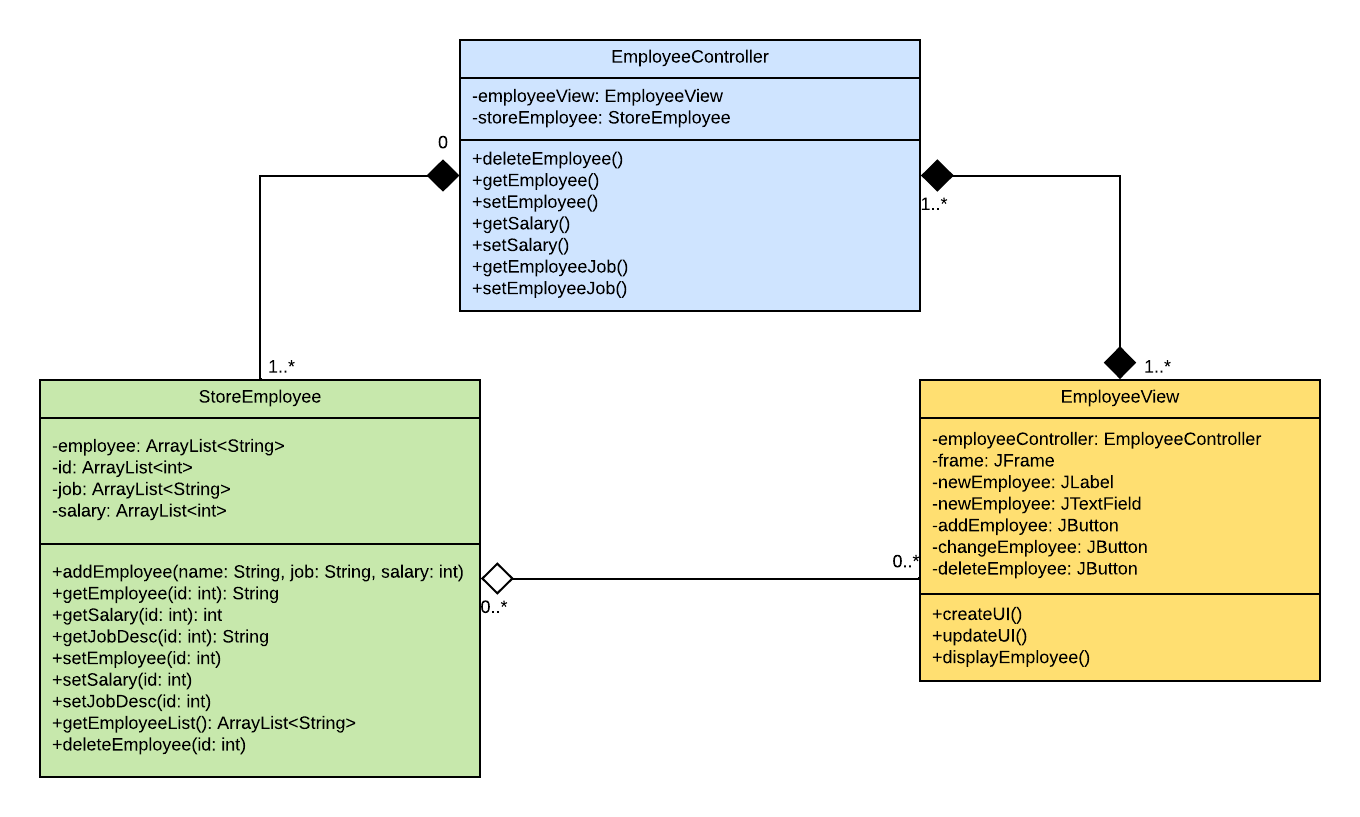 EmployeeController
-employeeView: EmployeeView
-storeEmployee: StoreEmployee
0
+deleteEmployee()
+getEmployee()
+setEmployee()
+getSalary()
+setSalary()
+getEmployeeJob()
+setEmployeeJob()
1..*
1..*
1..*
StoreEmployee
-employee: ArrayList<String>
-id: ArrayList<int>
-job: ArrayList<String>
-salary: ArrayList<int>
+addEmployee(name: String, job: String, salary: int)
+getEmployee(id: int): String
+getSalary(id: int): int
+getJobDesc(id: int): String
+setEmployee(id: int)
+setSalary(id: int)
+setJobDesc(id: int)
+getEmployeeList(): ArrayList<String>
+deleteEmployee(id: int)
0..*
0..*
EmployeeView
-employeeController: EmployeeController
-frame: JFrame
-newEmployee: JLabel
-newEmployee: JTextField
-addEmployee: JButton
-changeEmployee: JButton
-deleteEmployee: JButton
+createUI()
+updateUI()
+displayEmployee()